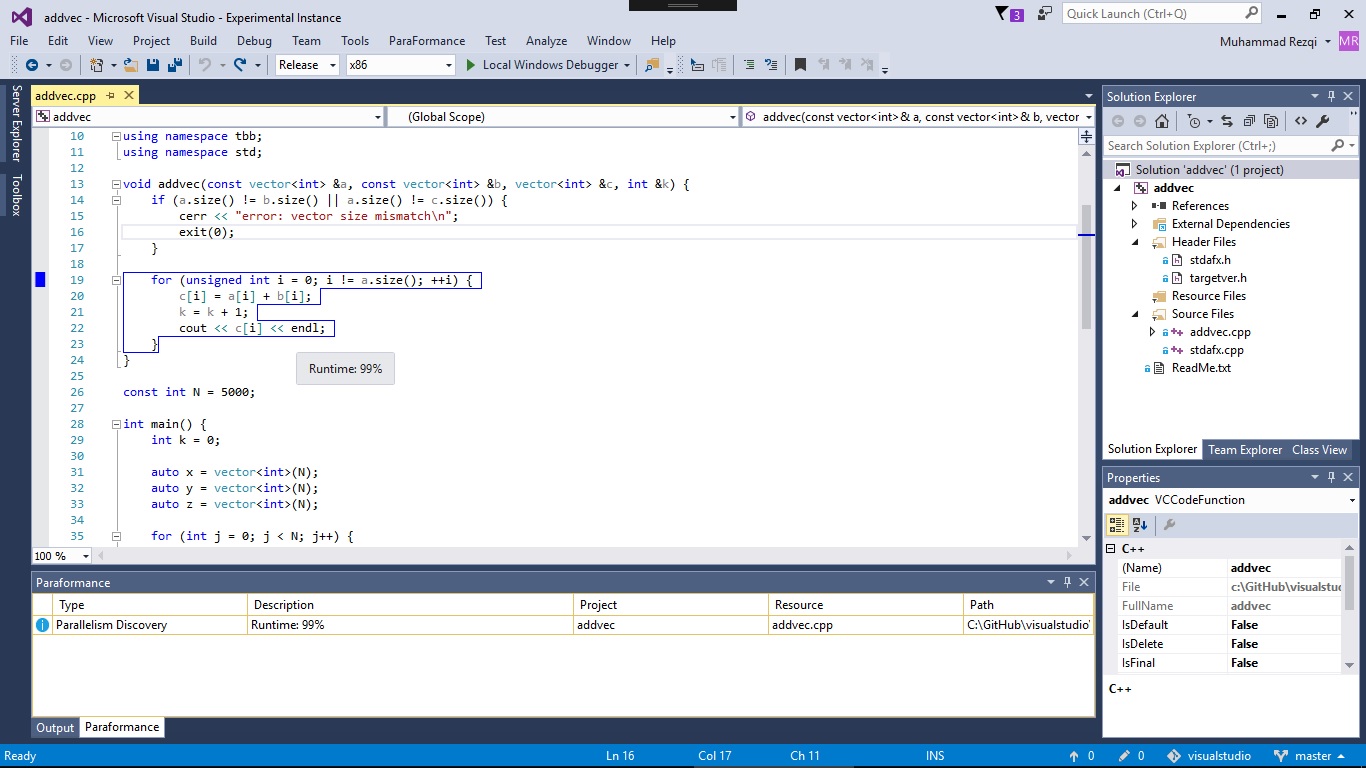 addvec - Microsoft Visual Studio - Experimental Instance
3
Quick Launch (Ctrl+Q)
File Edit View Project Build Debug Team Tools ParaFormance Test Analyze Window Help
Muhammad Rezqi MR
Release x86 Local Windows Debugger
Server Explorer
Toolbox
addvec.cpp
addvec (Global Scope) addvec(const vector<int> & a, const vector<int> & b, vector
10 using namespace tbb;
11 using namespace std;
12
13 void addvec(const vector<int> &a, const vector<int> &b, vector<int> &c, int &k) {
14 if (a.size() != b.size() || a.size() != c.size()) {
15 cerr << "error: vector size mismatch\n";
16 exit(0);
17 }
18
19 for (unsigned int i = 0; i != a.size(); ++i) {
20 c[i] = a[i] + b[i];
21 k = k + 1;
22 cout << c[i] << endl;
23 }
24 }
25
26 const int N = 5000;
27
28 int main() {
29 int k = 0;
30
31 auto x = vector<int>(N);
32 auto y = vector<int>(N);
33 auto z = vector<int>(N);
34
35 for (int j = 0; j < N; j++) {
Runtime: 99%
100 %
Paraformance
Type Description Project Resource Path
Parallelism Discovery Runtime: 99% addvec addvec.cpp C:\GitHub\visualstudio
Output Paraformance
Solution Explorer
Search Solution Explorer (Ctrl+;)
Solution 'addvec' (1 project)
addvec
References
External Dependencies
Header Files
stdafx.h
targetver.h
Resource Files
Source Files
addvec.cpp
stdafx.cpp
ReadMe.txt
Solution Explorer Team Explorer Class View
Properties
addvec VCCodeFunction
C++
(Name) addvec
File c:\GitHub\visualstu
FullName addvec
IsDefault False
IsDelete False
IsFinal False
C++
Ready Ln 16 Col 17 Ch 11 INS 0 0 visualstudio master